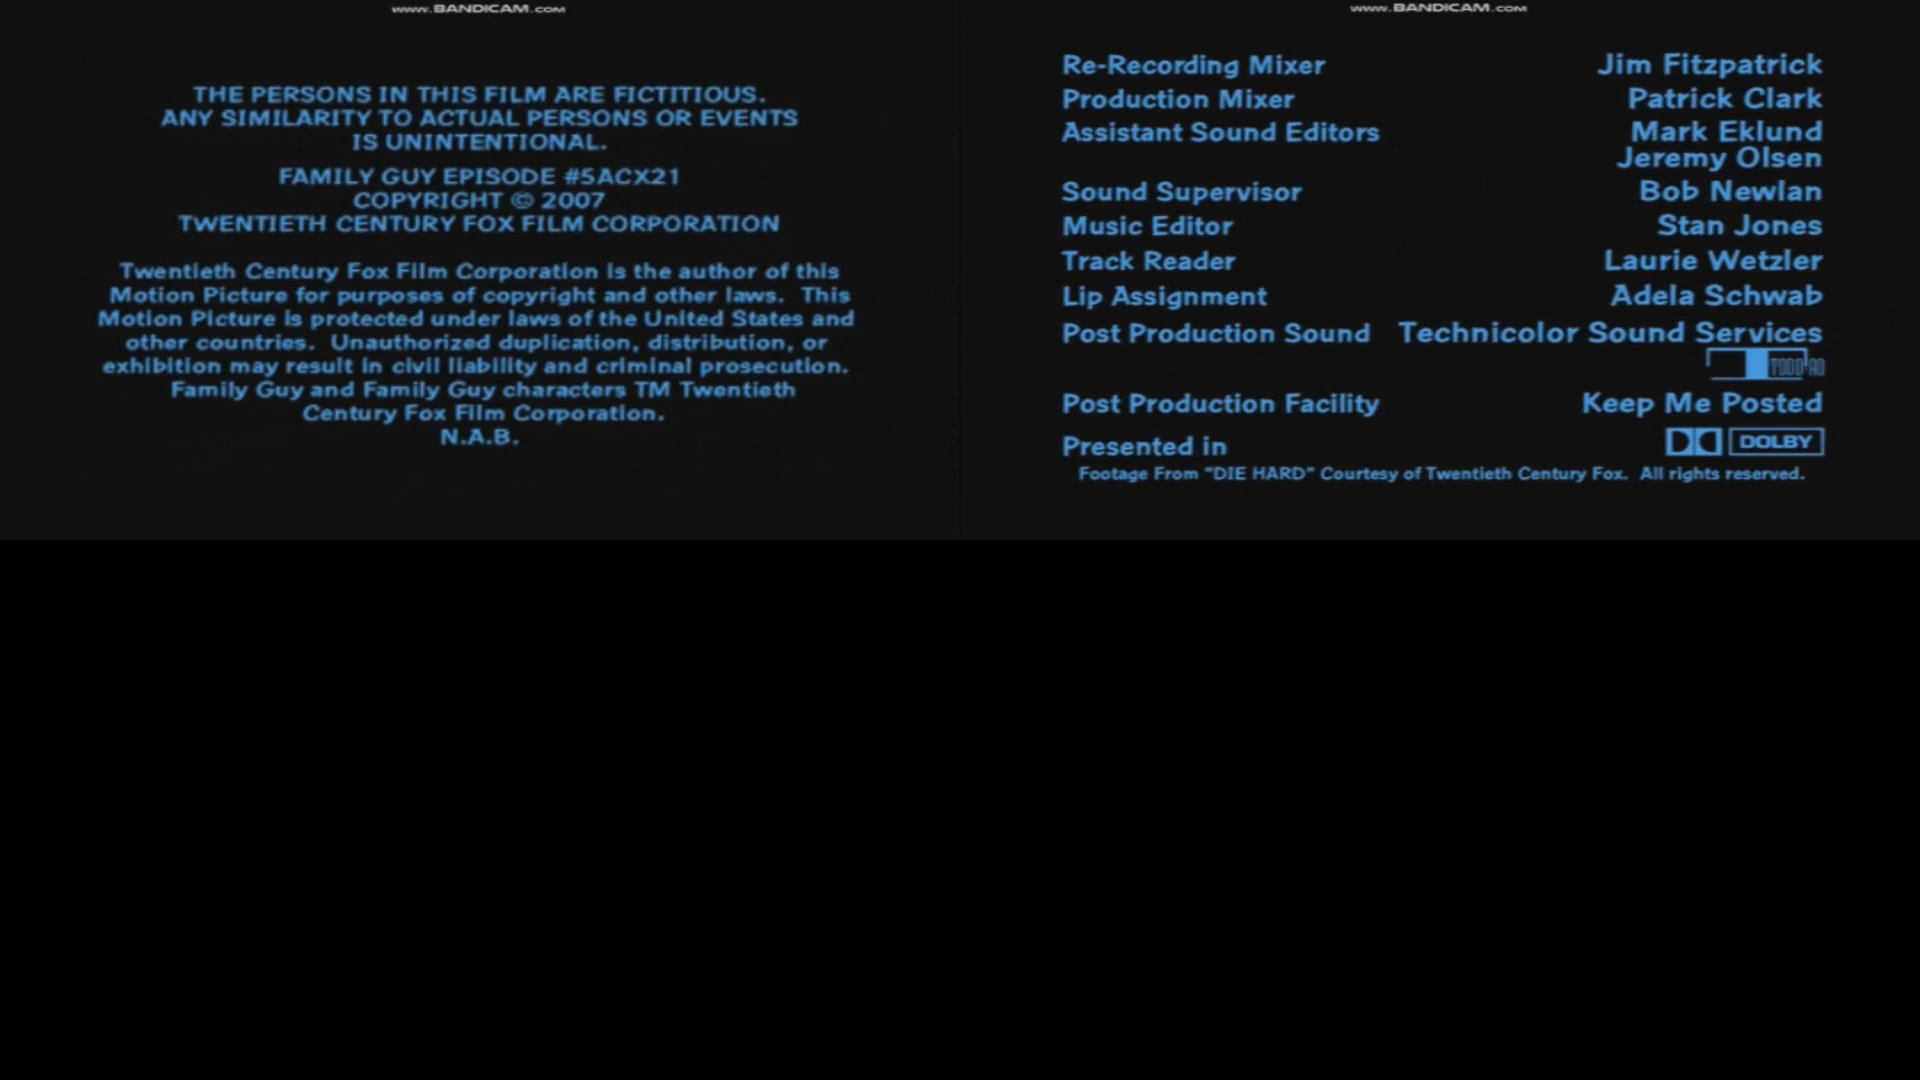 www.BANDICAM.com
THE PERSONS IN THIS FILM ARE FICTITIOUS.
ANY SIMILARITY TO ACTUAL PERSONS OR EVENTS
IS UNINTENTIONAL.
FAMILY GUY EPISODE #5ACX21
COPYRIGHT © 2007
TWENTIETH CENTURY FOX FILM CORPORATION
Twentieth Century Fox Film Corporation is the author of this
Motion Picture for purposes of copyright and other laws. This
Motion Picture is protected under laws of the United States and
other countries. Unauthorized duplication, distribution, or
exhibition may result in civil liability and criminal prosecution.
Family Guy and Family Guy characters TM Twentieth
Century Fox Film Corporation.
N.A.B.
www.BANDICAM.com
Re-Recording Mixer Jim Fitzpatrick
Production Mixer Patrick Clark
Assistant Sound Editors Mark Eklund
Jeremy Olsen
Sound Supervisor Bob Newlan
Music Editor Stan Jones
Track Reader Laurie Wetzler
Lip Assignment Adela Schwab
Post Production Sound Technicolor Sound Services
TODD AO
Post Production Facility Keep Me Posted
Presented in DOLBY
Footage From "DIE HARD" Courtesy of Twentieth Century Fox. All rights reserved.